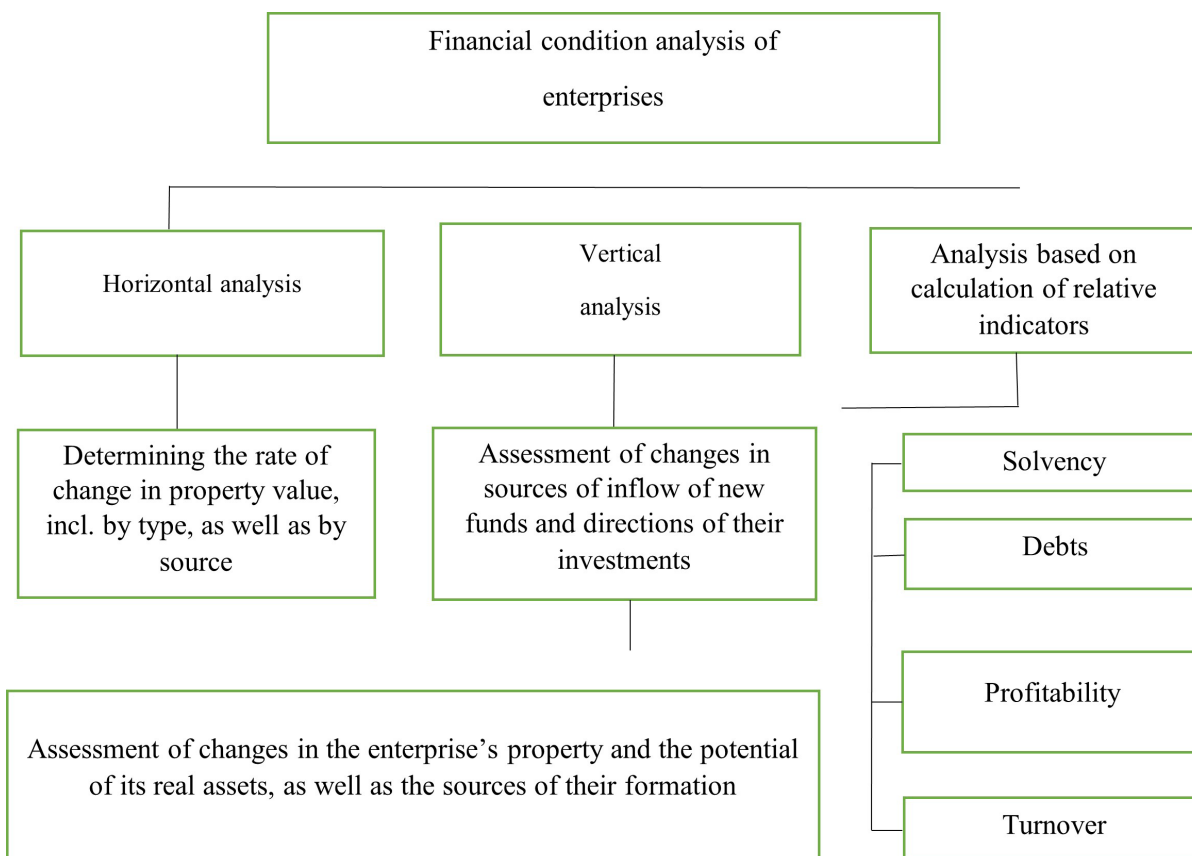 Financial condition analysis of
enterprises
Horizontal analysis
Vertical
analysis
Analysis based on
calculation of relative
indicators
Determining the rate of
change in property value,
incl. by type, as well as by
source
Assessment of changes in
sources of inflow of new
funds and directions of their
investments
Solvency
Debts
Profitability
Turnover
Assessment of changes in the enterprise’s property and the potential
of its real assets, as well as the sources of their formation